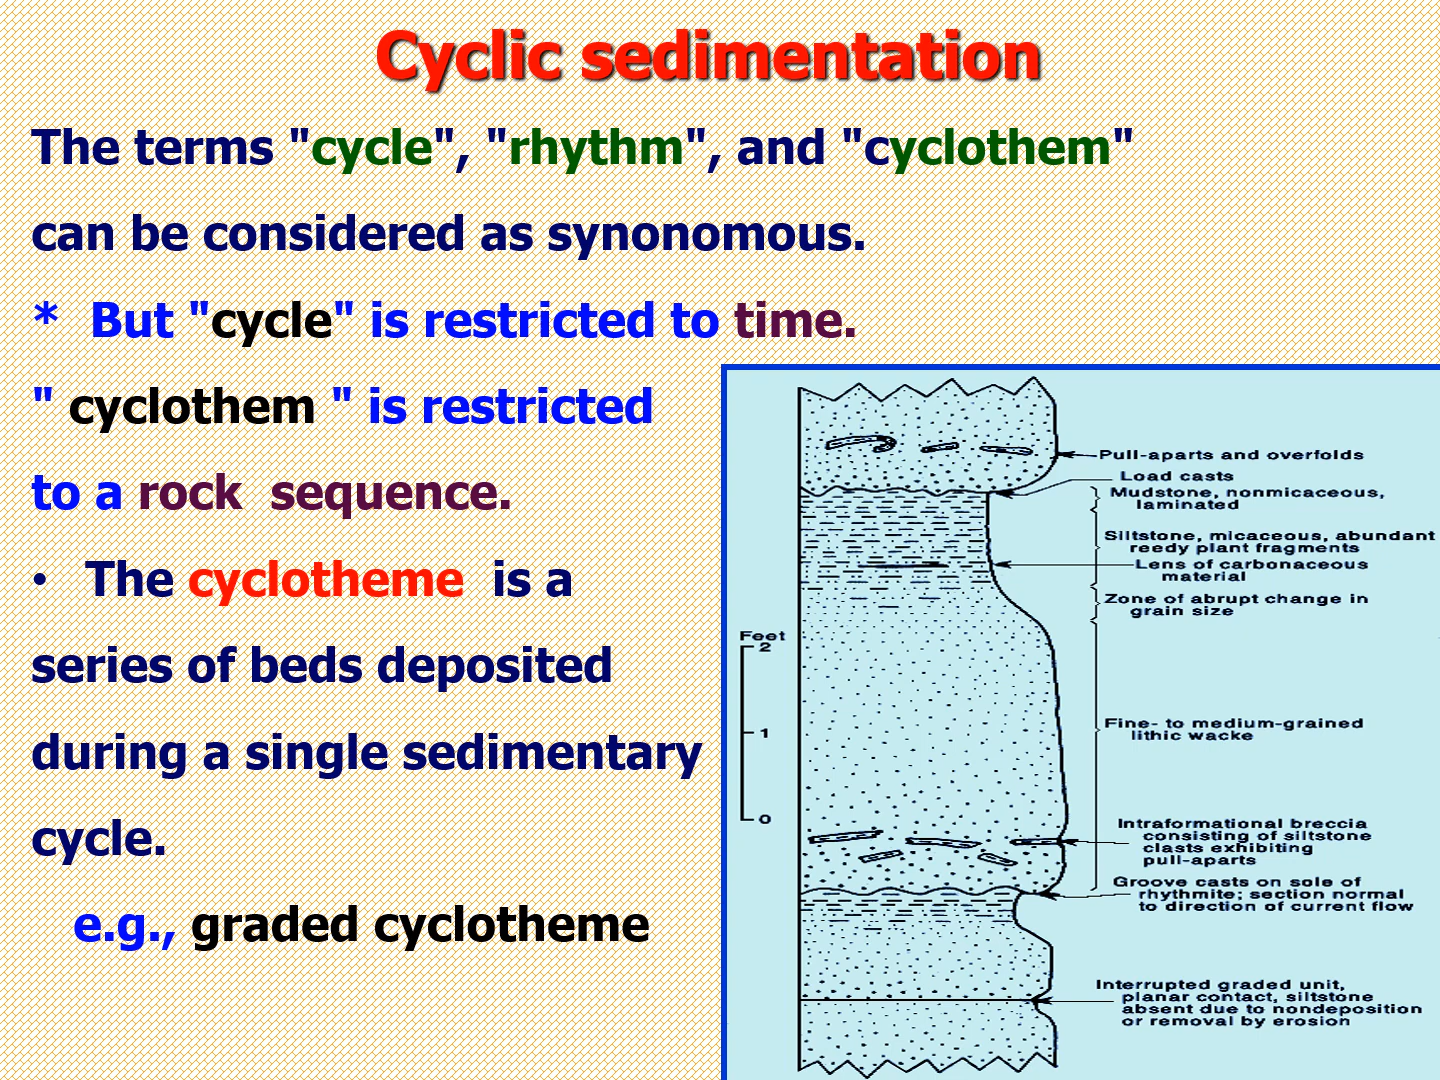 Cyclic sedimentation
The terms "cycle", "rhythm", and "cyclothem"
can be considered as synonomous.
* But "cycle" is restricted to time.
" cyclothem " is restricted
to a rock sequence.
• The cyclotheme is a
series of beds deposited
during a single sedimentary
cycle.
e.g., graded cyclotheme
Pull-aparts and overfolds
Load casts
Mudstone, nonmicaceous,
laminated
Siltstone, micaceous, abundant
reedy plant fragments
Lens of carbonaceous
material
Zone of abrupt change in
grain size
Feet
2
1
0
Fine- to medium-grained
lithic wacke
Intraformational breccia
consisting of siltstone
clasts exhibiting
pull-aparts
Groove casts on sole of
rhythmite; section normal
to direction of current flow
Interrupted graded unit,
planar contact, siltstone
absent due to nondeposition
or removal by erosion